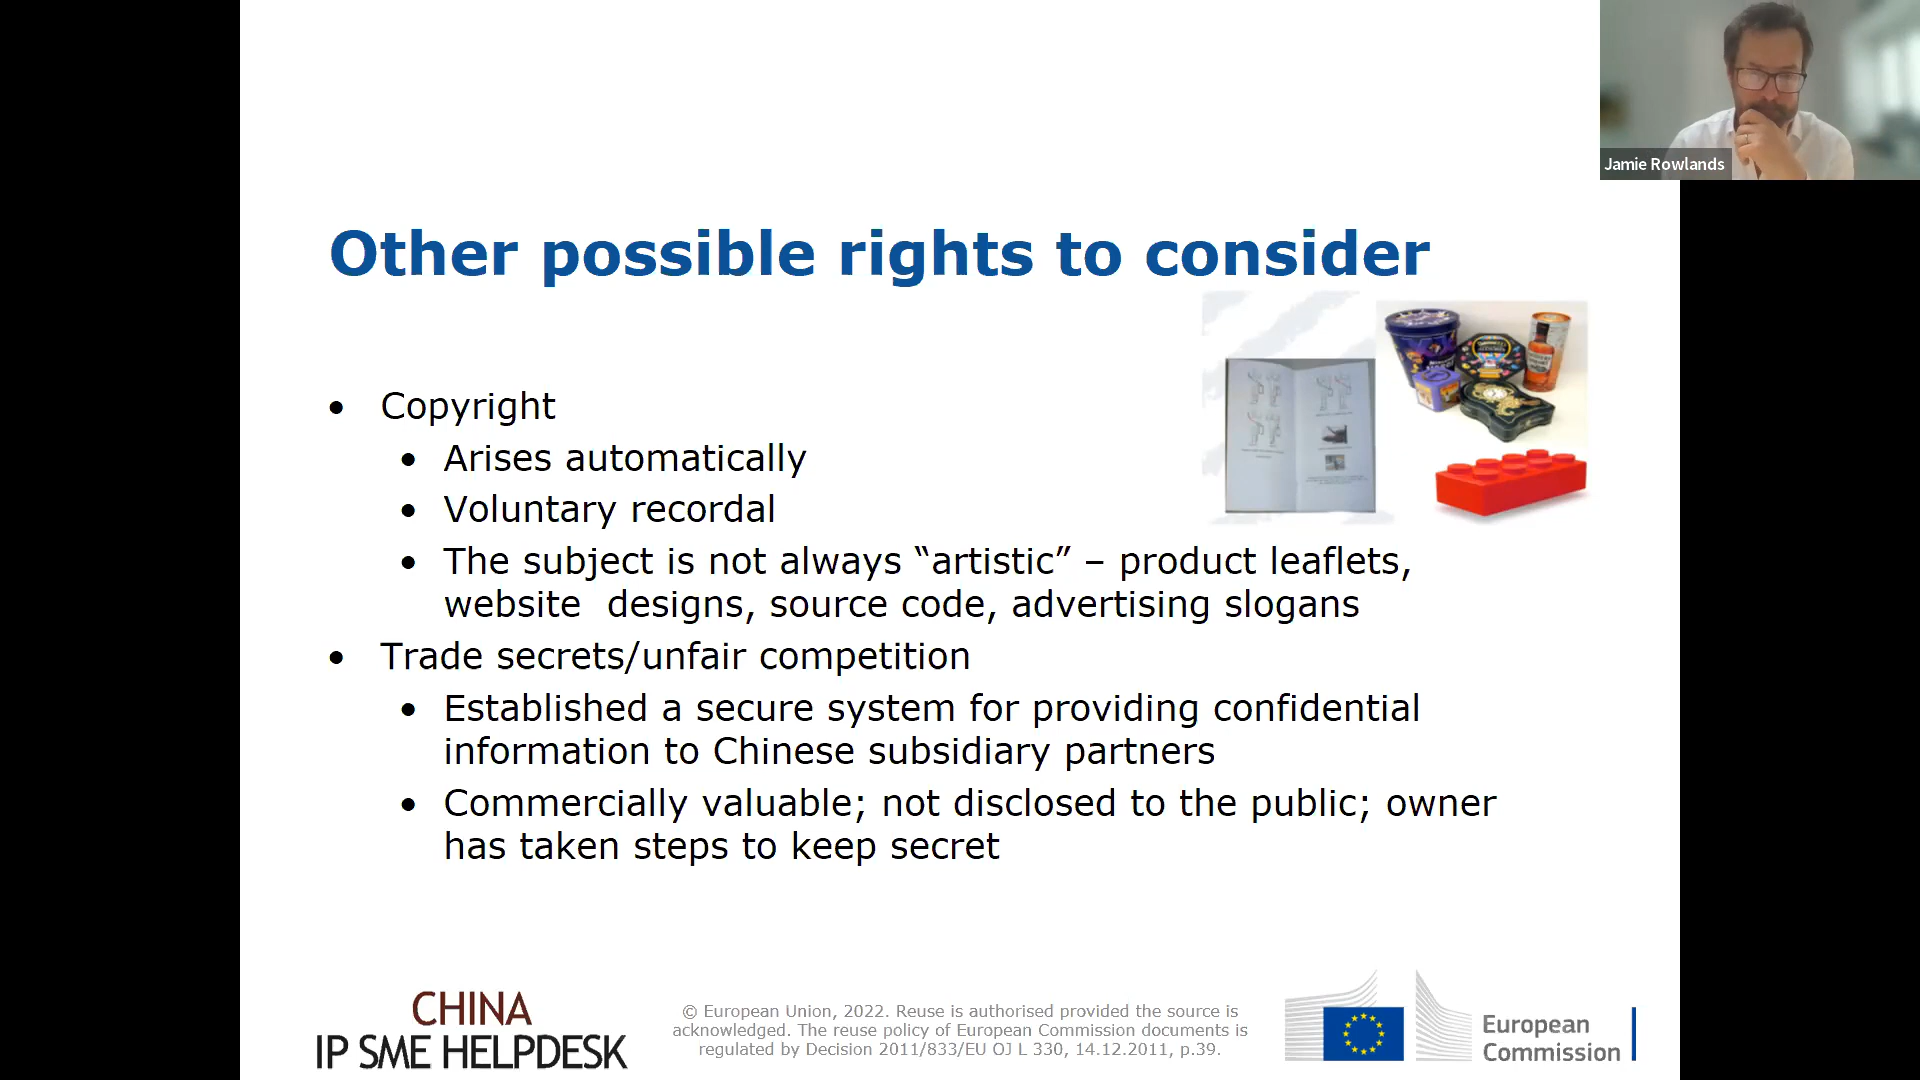 Jamie Rowlands
Other possible rights to consider
• Copyright
• Arises automatically
• Voluntary recordal
• The subject is not always “artistic” – product leaflets,
website designs, source code, advertising slogans
• Trade secrets/unfair competition
• Established a secure system for providing confidential
information to Chinese subsidiary partners
• Commercially valuable; not disclosed to the public; owner
has taken steps to keep secret
CHINA
IP SME HELPDESK
© European Union, 2022. Reuse is authorised provided the source is
acknowledged. The reuse policy of European Commission documents is
regulated by Decision 2011/833/EU OJ L 330, 14.12.2011, p.39.
European
Commission